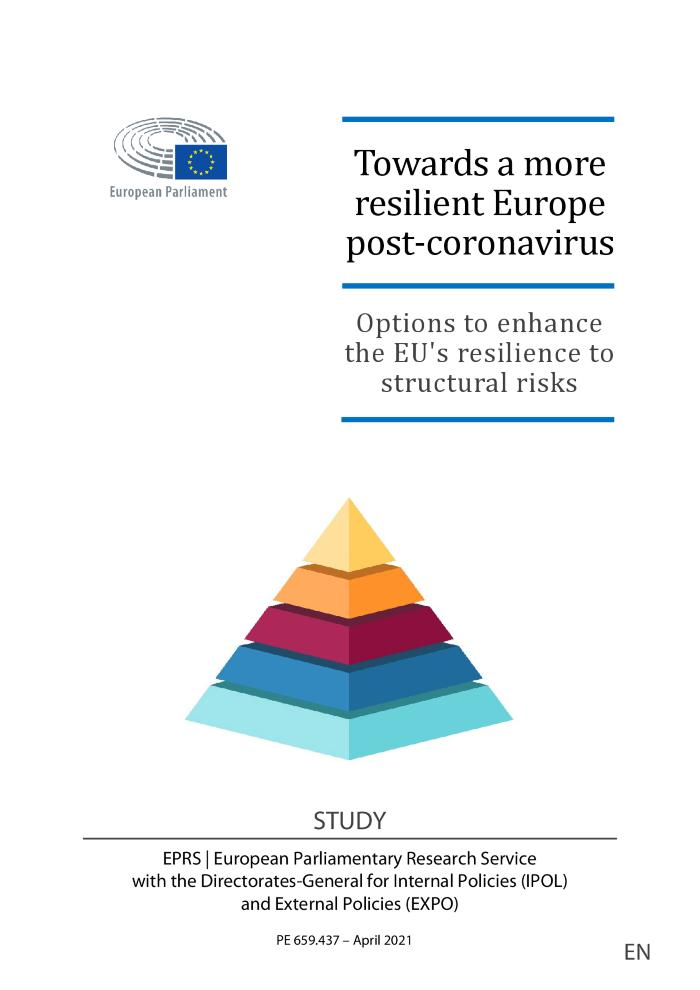 European Parliament
Towards a more
resilient Europe
post-coronavirus
Options to enhance
the EU's resilience to
structural risks
STUDY
EPRS | European Parliamentary Research Service
with the Directorates-General for Internal Policies (IPOL)
and External Policies (EXPO)
PE 659.437 – April 2021
EN